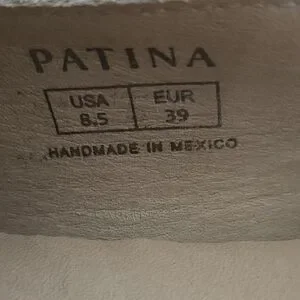 PATINA
USA EUR
8.5 39
HANDMADE IN MEXICO